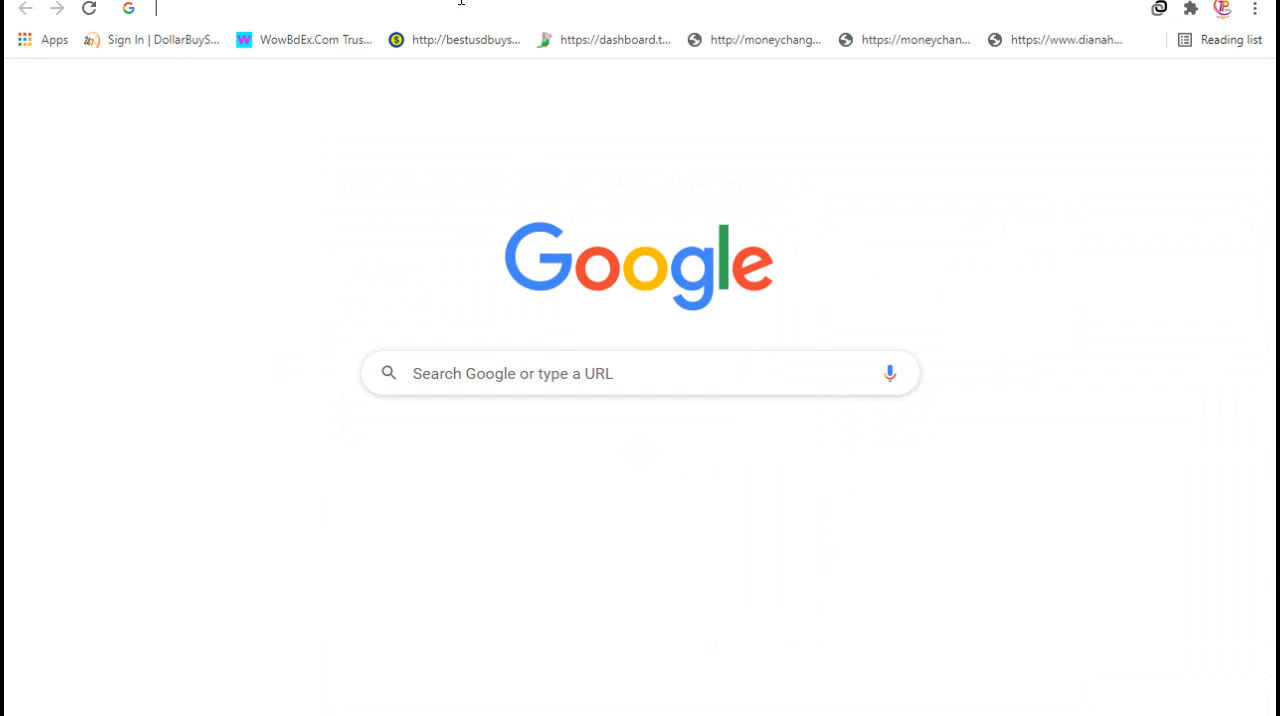 Apps
Sign In | DollarBuyS...
WowBdEx.Com Trus...
http://bestusdbuys...
https://dashboard.t...
http://moneychang...
https://moneychan...
https://www.dianah...
Reading list
Google
Search Google or type a URL